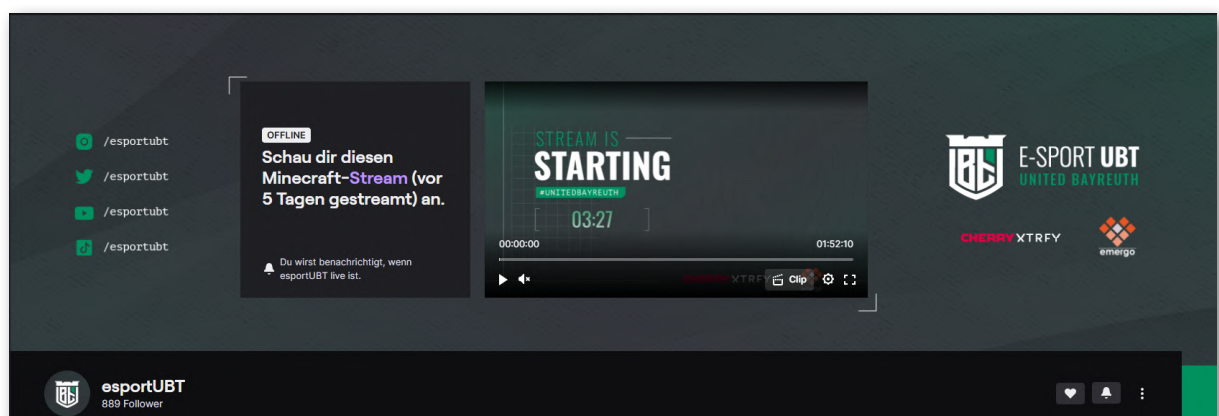 /esportubt
/esportubt
/esportubt
/esportubt
OFFLINE
Schau dir diesen
Minecraft-Stream (vor
5 Tagen gestreamt) an.
Du wirst benachrichtigt, wenn
esportUBT live ist.
STREAM IS
STARTING
#UNITEDBAYREUTH
03:27
00:00:00
01:52:10
XTRFY
Clip
E-SPORT UBT
UNITED BAYREUTH
CHERRY XTRFY
emergo
esportUBT
889 Follower